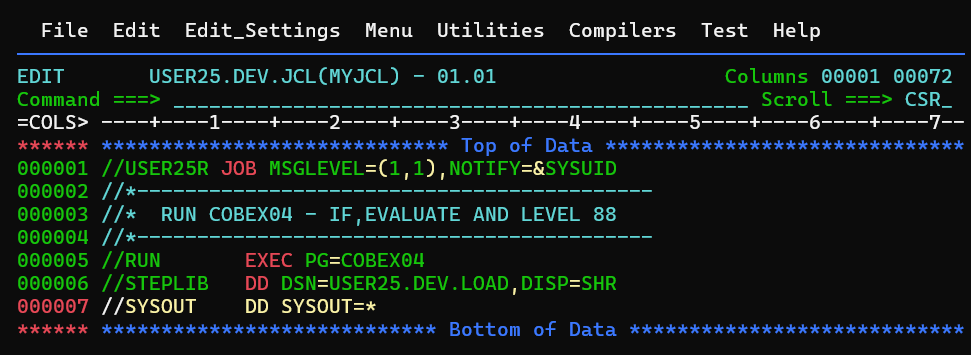 File  Edit  Edit_Settings  Menu  Utilities  Compilers  Test  Help
EDIT       USER25.DEV.JCL(MYJCL) - 01.01                   Columns 00001 00072
Command ===> ________________________________________________ Scroll ===> CSR_
=COLS> ----+----1----+----2----+----3----+----4----+----5----+----6----+----7--
****** ***************************** Top of Data ******************************
000001 //USER25R JOB MSGLEVEL=(1,1),NOTIFY=&SYSUID
000002 //*-------------------------------------------
000003 //*  RUN COBEX04 - IF,EVALUATE AND LEVEL 88
000004 //*-------------------------------------------
000005 //RUN       EXEC PG=COBEX04
000006 //STEPLIB   DD DSN=USER25.DEV.LOAD,DISP=SHR
000007 //SYSOUT    DD SYSOUT=*
****** **************************** Bottom of Data ****************************